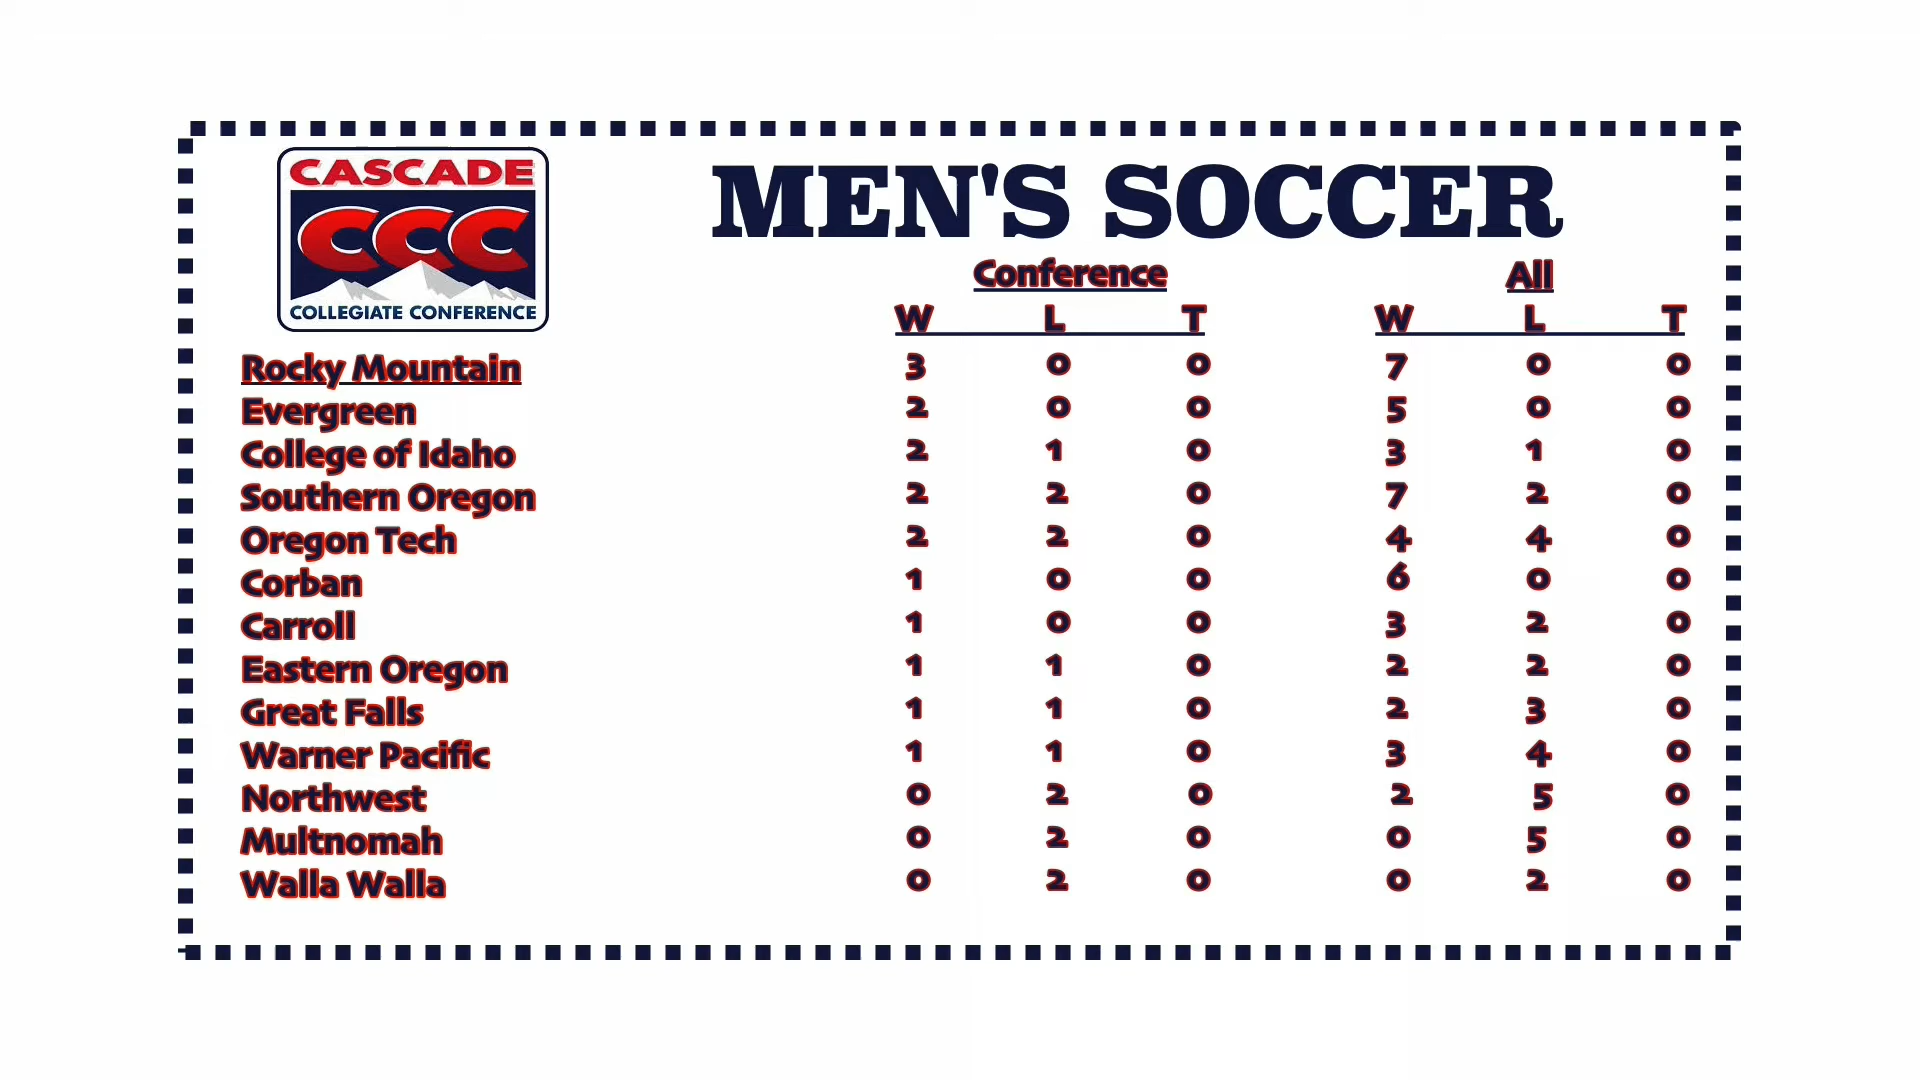 CASCADE
CCC
COLLEGIATE CONFERENCE
MEN'S SOCCER
Conference All
W L T W L T
Rocky Mountain 3 0 0 7 0 0
Evergreen 2 0 0 5 0 0
College of Idaho 2 1 0 3 1 0
Southern Oregon 2 2 0 7 2 0
Oregon Tech 2 2 0 4 4 0
Corban 1 0 0 6 0 0
Carroll 1 0 0 3 2 0
Eastern Oregon 1 1 0 2 2 0
Great Falls 1 1 0 2 3 0
Warner Pacific 1 1 0 3 4 0
Northwest 0 2 0 2 5 0
Multnomah 0 2 0 0 5 0
Walla Walla 0 2 0 0 2 0